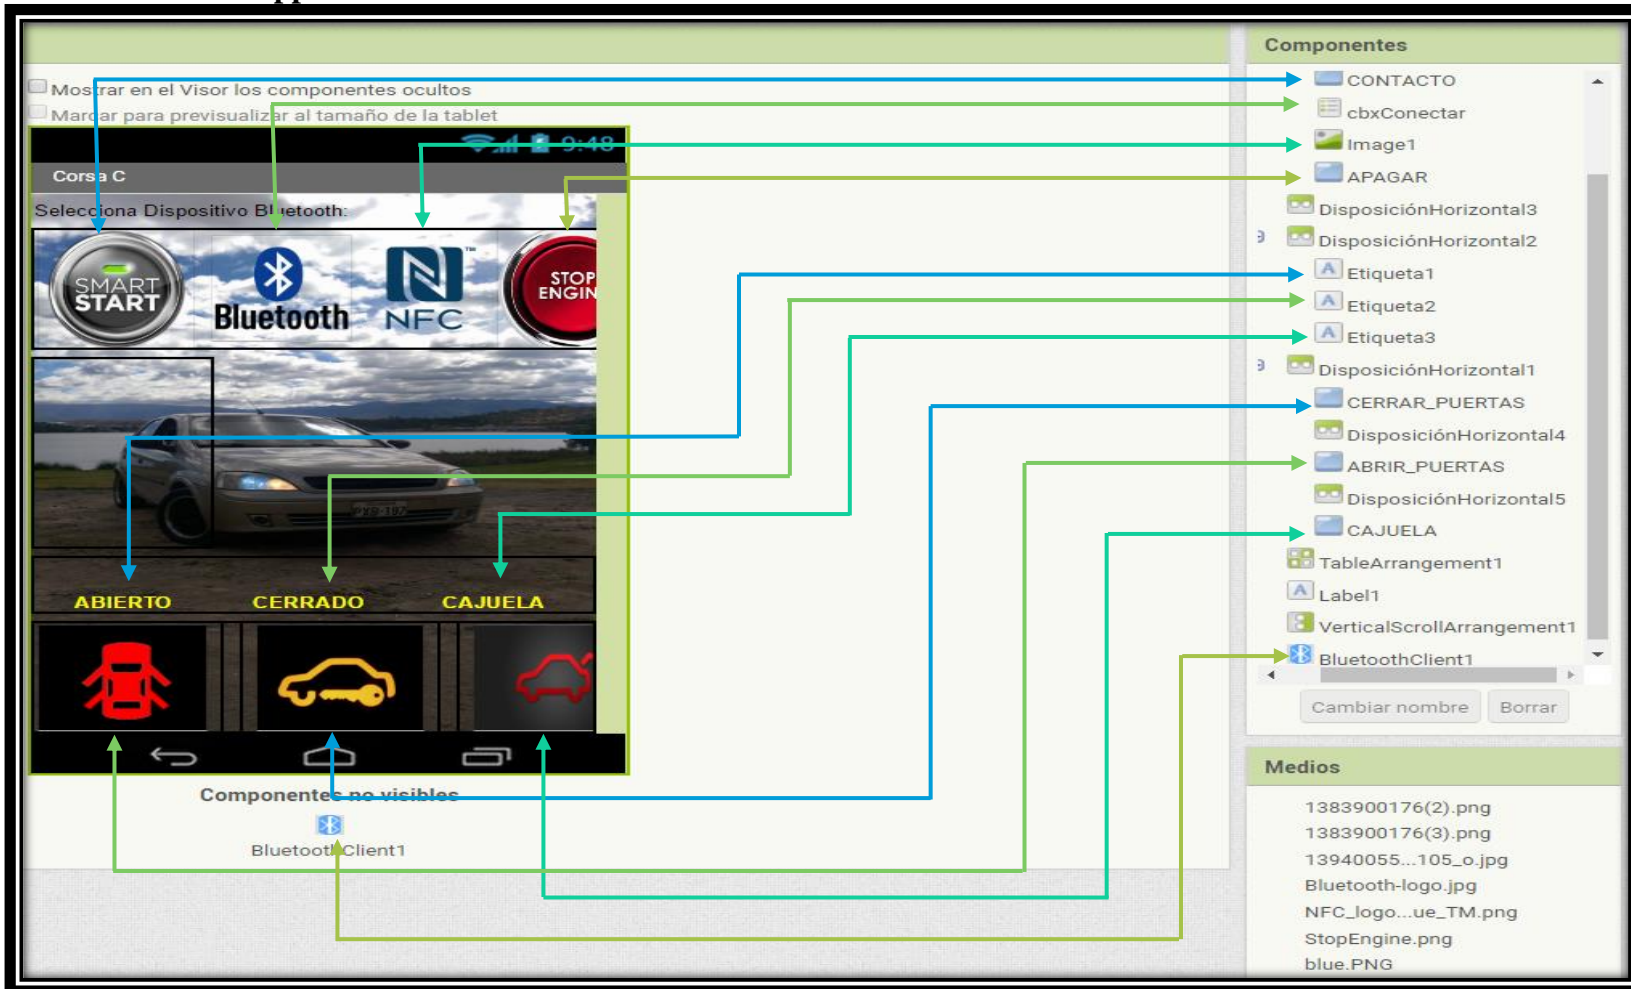 Componentes
Mostrar en el Visor los componentes ocultos
Marcar para previsualizar al tamaño de la tablet
9:48
Corsa C
Selecciona Dispositivo Bluetooth:
SMART
START
Bluetooth
NFC
TM
STOP
ENGIN
ABIERTO
CERRADO
CAJUELA
Componentes no visibles
BluetoothClient1
CONTACTO
cbxConectar
Image1
APAGAR
DisposiciónHorizontal3
DisposiciónHorizontal2
Etiqueta1
Etiqueta2
Etiqueta3
DisposiciónHorizontal1
CERRAR_PUERTAS
DisposiciónHorizontal4
ABRIR_PUERTAS
DisposiciónHorizontal5
CAJUELA
TableArrangement1
Label1
VerticalScrollArrangement1
BluetoothClient1
Cambiar nombre
Borrar
Medios
1383900176(2).png
1383900176(3).png
13940055...105_o.jpg
Bluetooth-logo.jpg
NFC_logo...ue_TM.png
StopEngine.png
blue.PNG